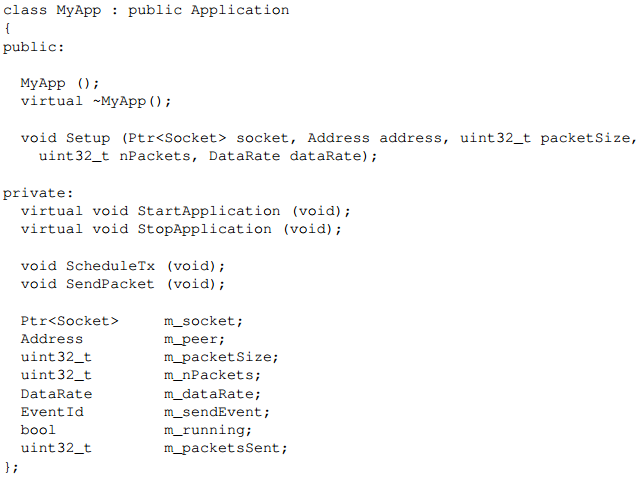 class MyApp : public Application
{
public:

  MyApp ();
  virtual ~MyApp();

  void Setup (Ptr<Socket> socket, Address address, uint32_t packetSize,
    uint32_t nPackets, DataRate dataRate);

private:
  virtual void StartApplication (void);
  virtual void StopApplication (void);

  void ScheduleTx (void);
  void SendPacket (void);

  Ptr<Socket>     m_socket;
  Address         m_peer;
  uint32_t        m_packetSize;
  uint32_t        m_nPackets;
  DataRate        m_dataRate;
  EventId         m_sendEvent;
  bool            m_running;
  uint32_t        m_packetsSent;
};